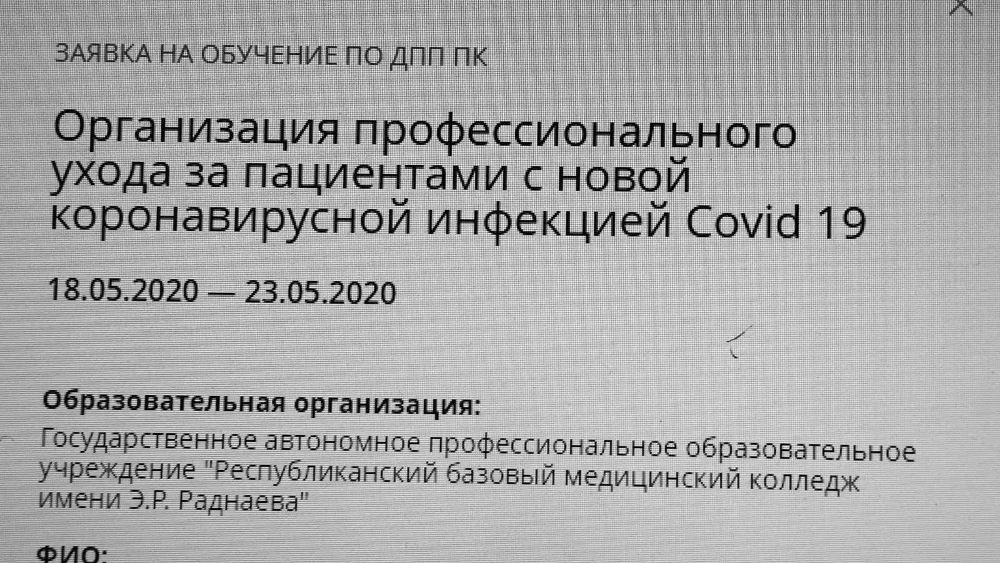 ЗАЯВКА НА ОБУЧЕНИЕ ПО ДПП ПК
Организация профессионального
ухода за пациентами с новой
коронавирусной инфекцией Covid 19
18.05.2020 — 23.05.2020
Образовательная организация:
Государственное автономное профессиональное образовательное
учреждение "Республиканский базовый медицинский колледж
имени Э.Р. Раднаева"
ФИО: